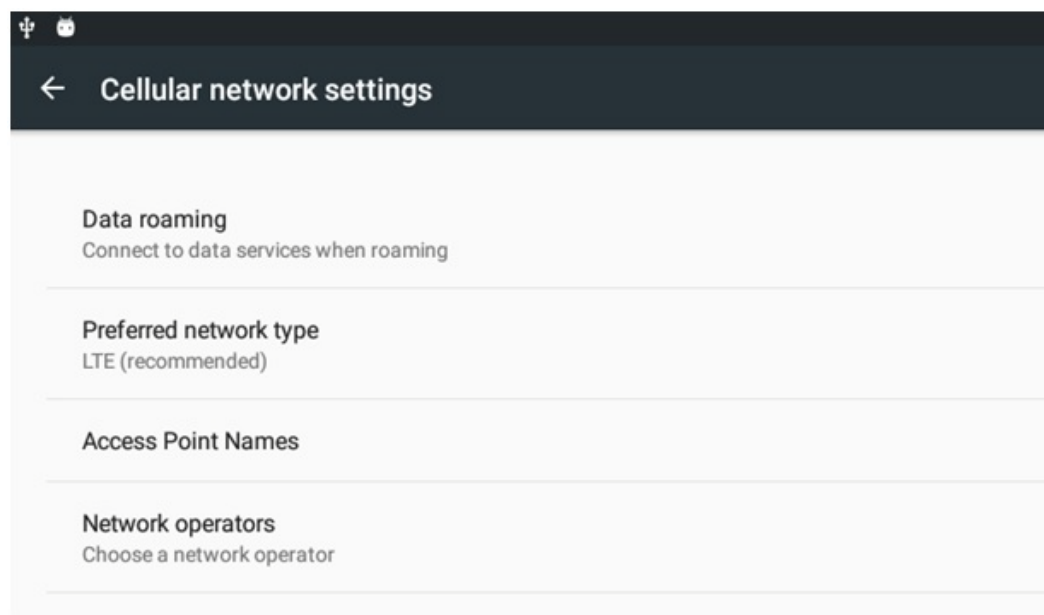 Cellular network settings
Data roaming
Connect to data services when roaming
Preferred network type
LTE (recommended)
Access Point Names
Network operators
Choose a network operator